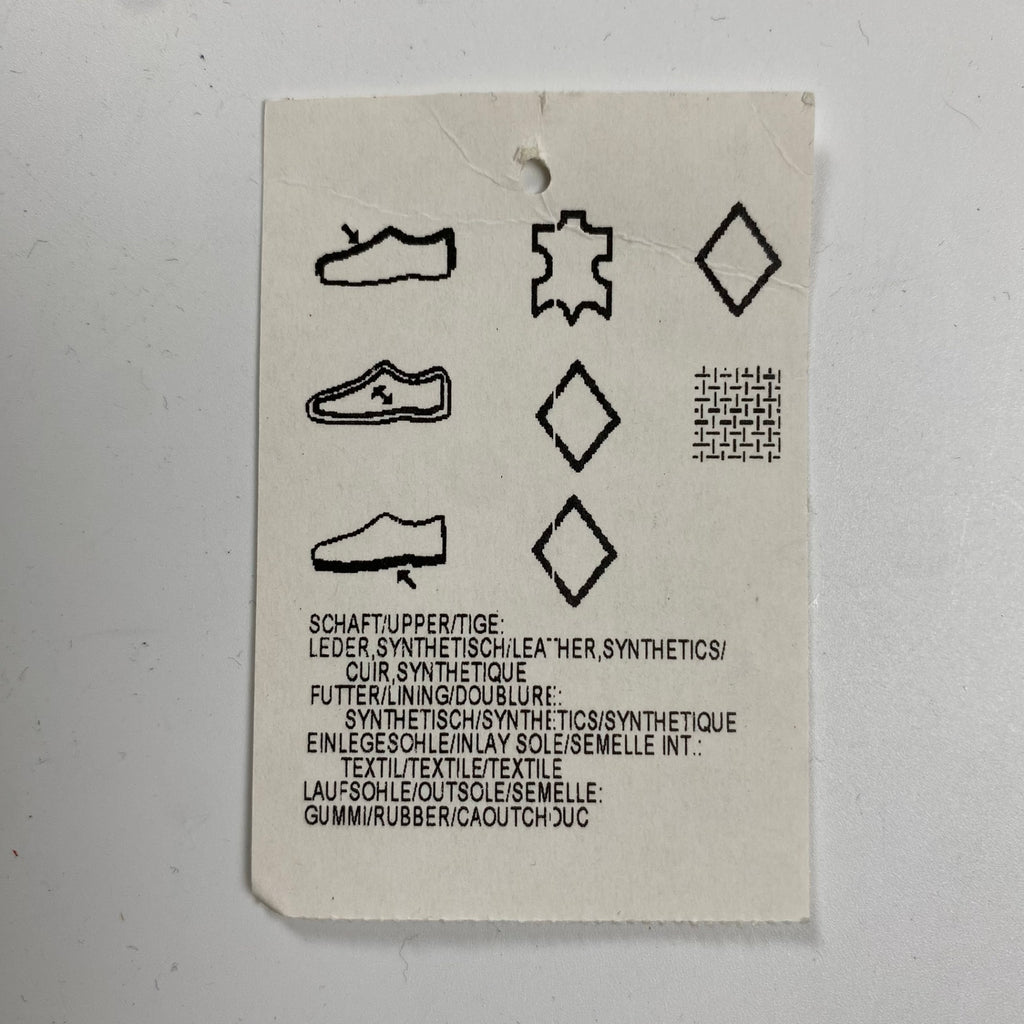 SCHAFT/UPPER/TIGE:
LEDER,SYNTHETISCH/LEATHER,SYNTHETICS/
CUIR,SYNTHETIQUE
FUTTER/LINING/DOUBLURE:
SYNTHETISCH/SYNTHETICS/SYNTHETIQUE
EINLEGESOHLE/INLAY SOLE/SEMELLE INT.:
TEXTIL/TEXTILE/TEXTILE
LAUFSOHLE/OUTSOLE/SEMELLE:
GUMMI/RUBBER/CAOUTCHOUC